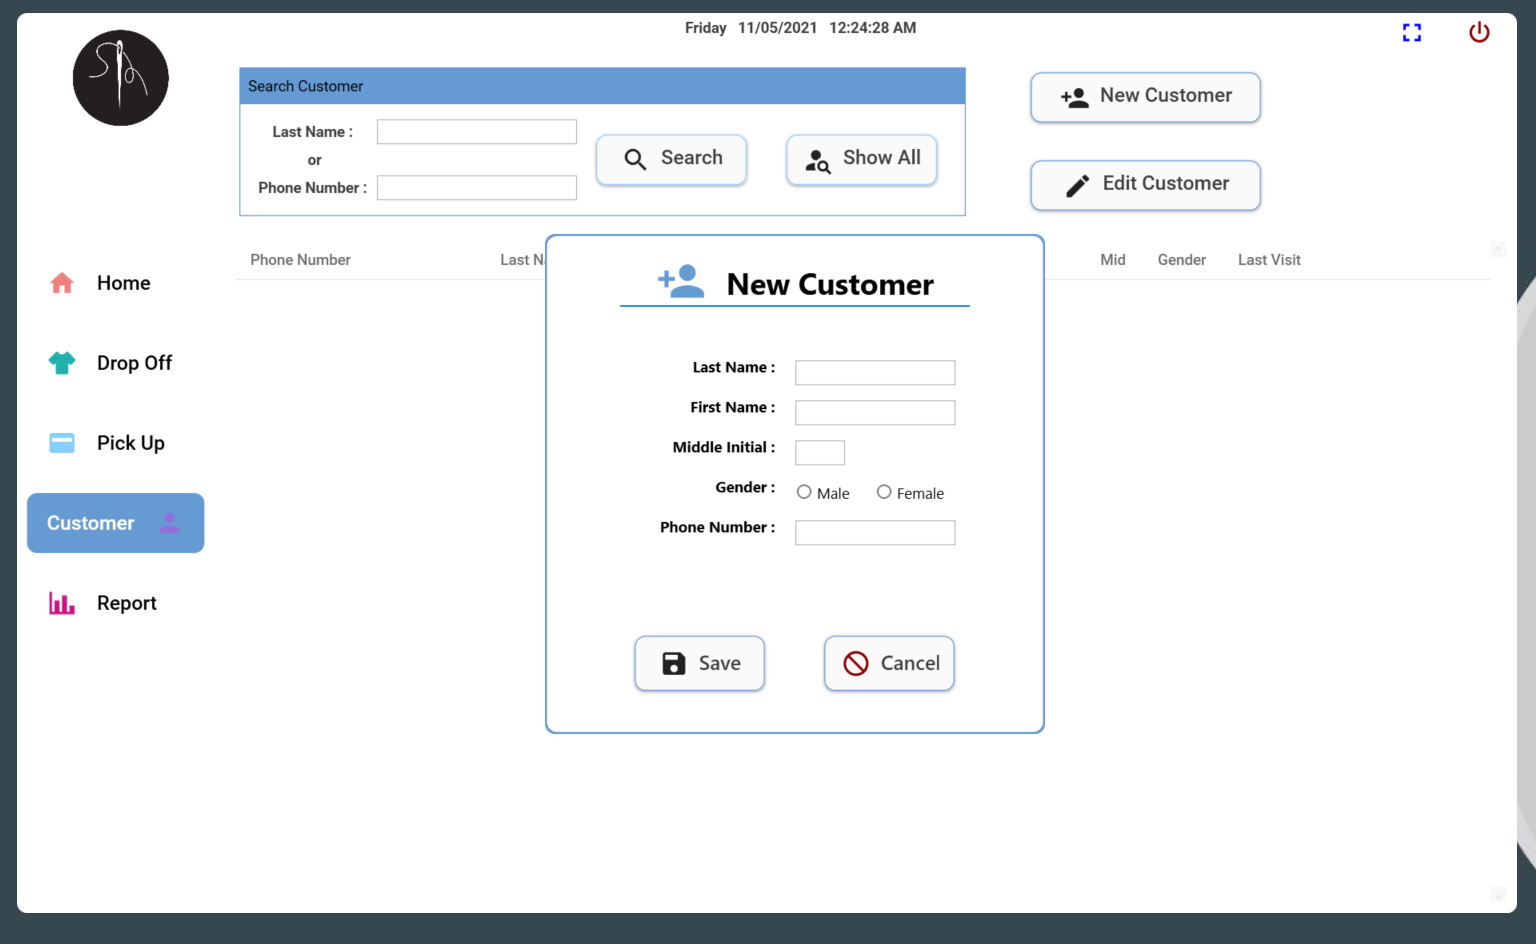 Friday 11/05/2021 12:24:28 AM
Search Customer
Last Name :
or
Phone Number :
Search
Show All
New Customer
Edit Customer
Home
Drop Off
Pick Up
Customer
Report
Phone Number Last N Mid Gender Last Visit
New Customer
Last Name :
First Name :
Middle Initial :
Gender : Male Female
Phone Number :
Save Cancel